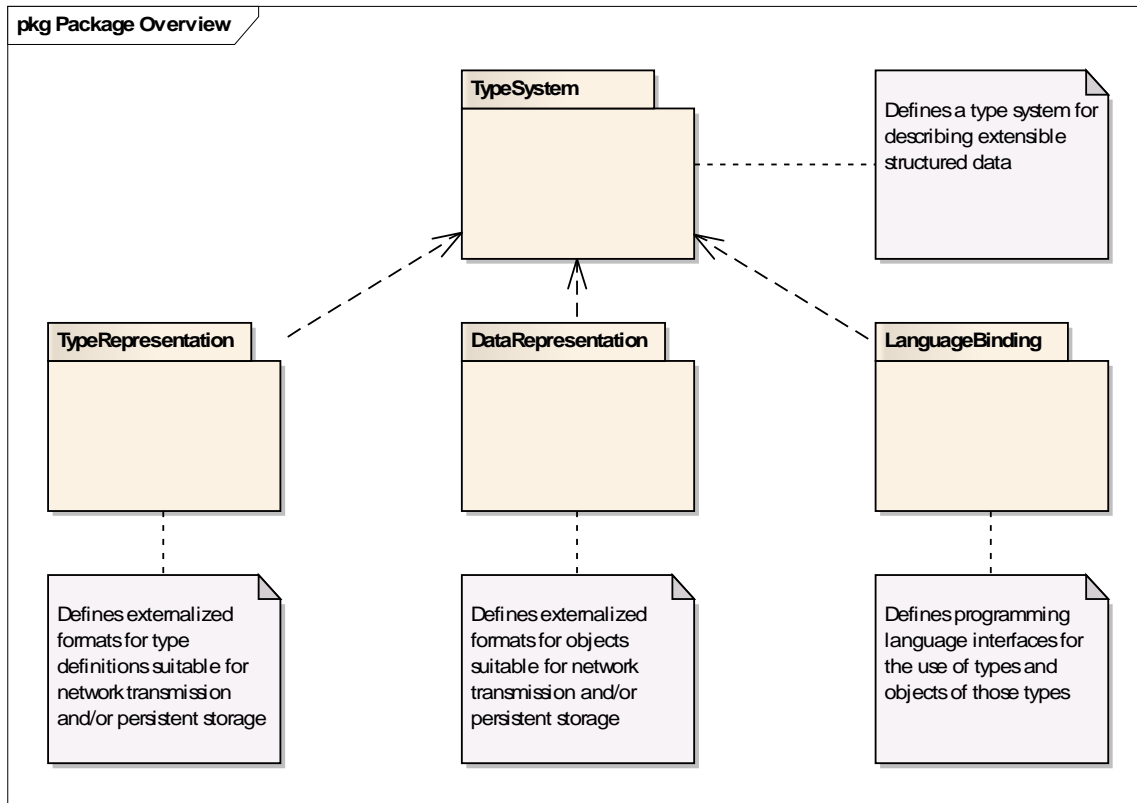 pkg Package Overview
TypeSystem
Defines a type system for
describing extensible
structured data
TypeRepresentation
DataRepresentation
LanguageBinding
Defines externalized
formats for type
definitions suitable for
network transmission
and/or persistent storage
Defines externalized
formats for objects
suitable for network
transmission and/or
persistent storage
Defines programming
language interfaces for
the use of types and
objects of those types